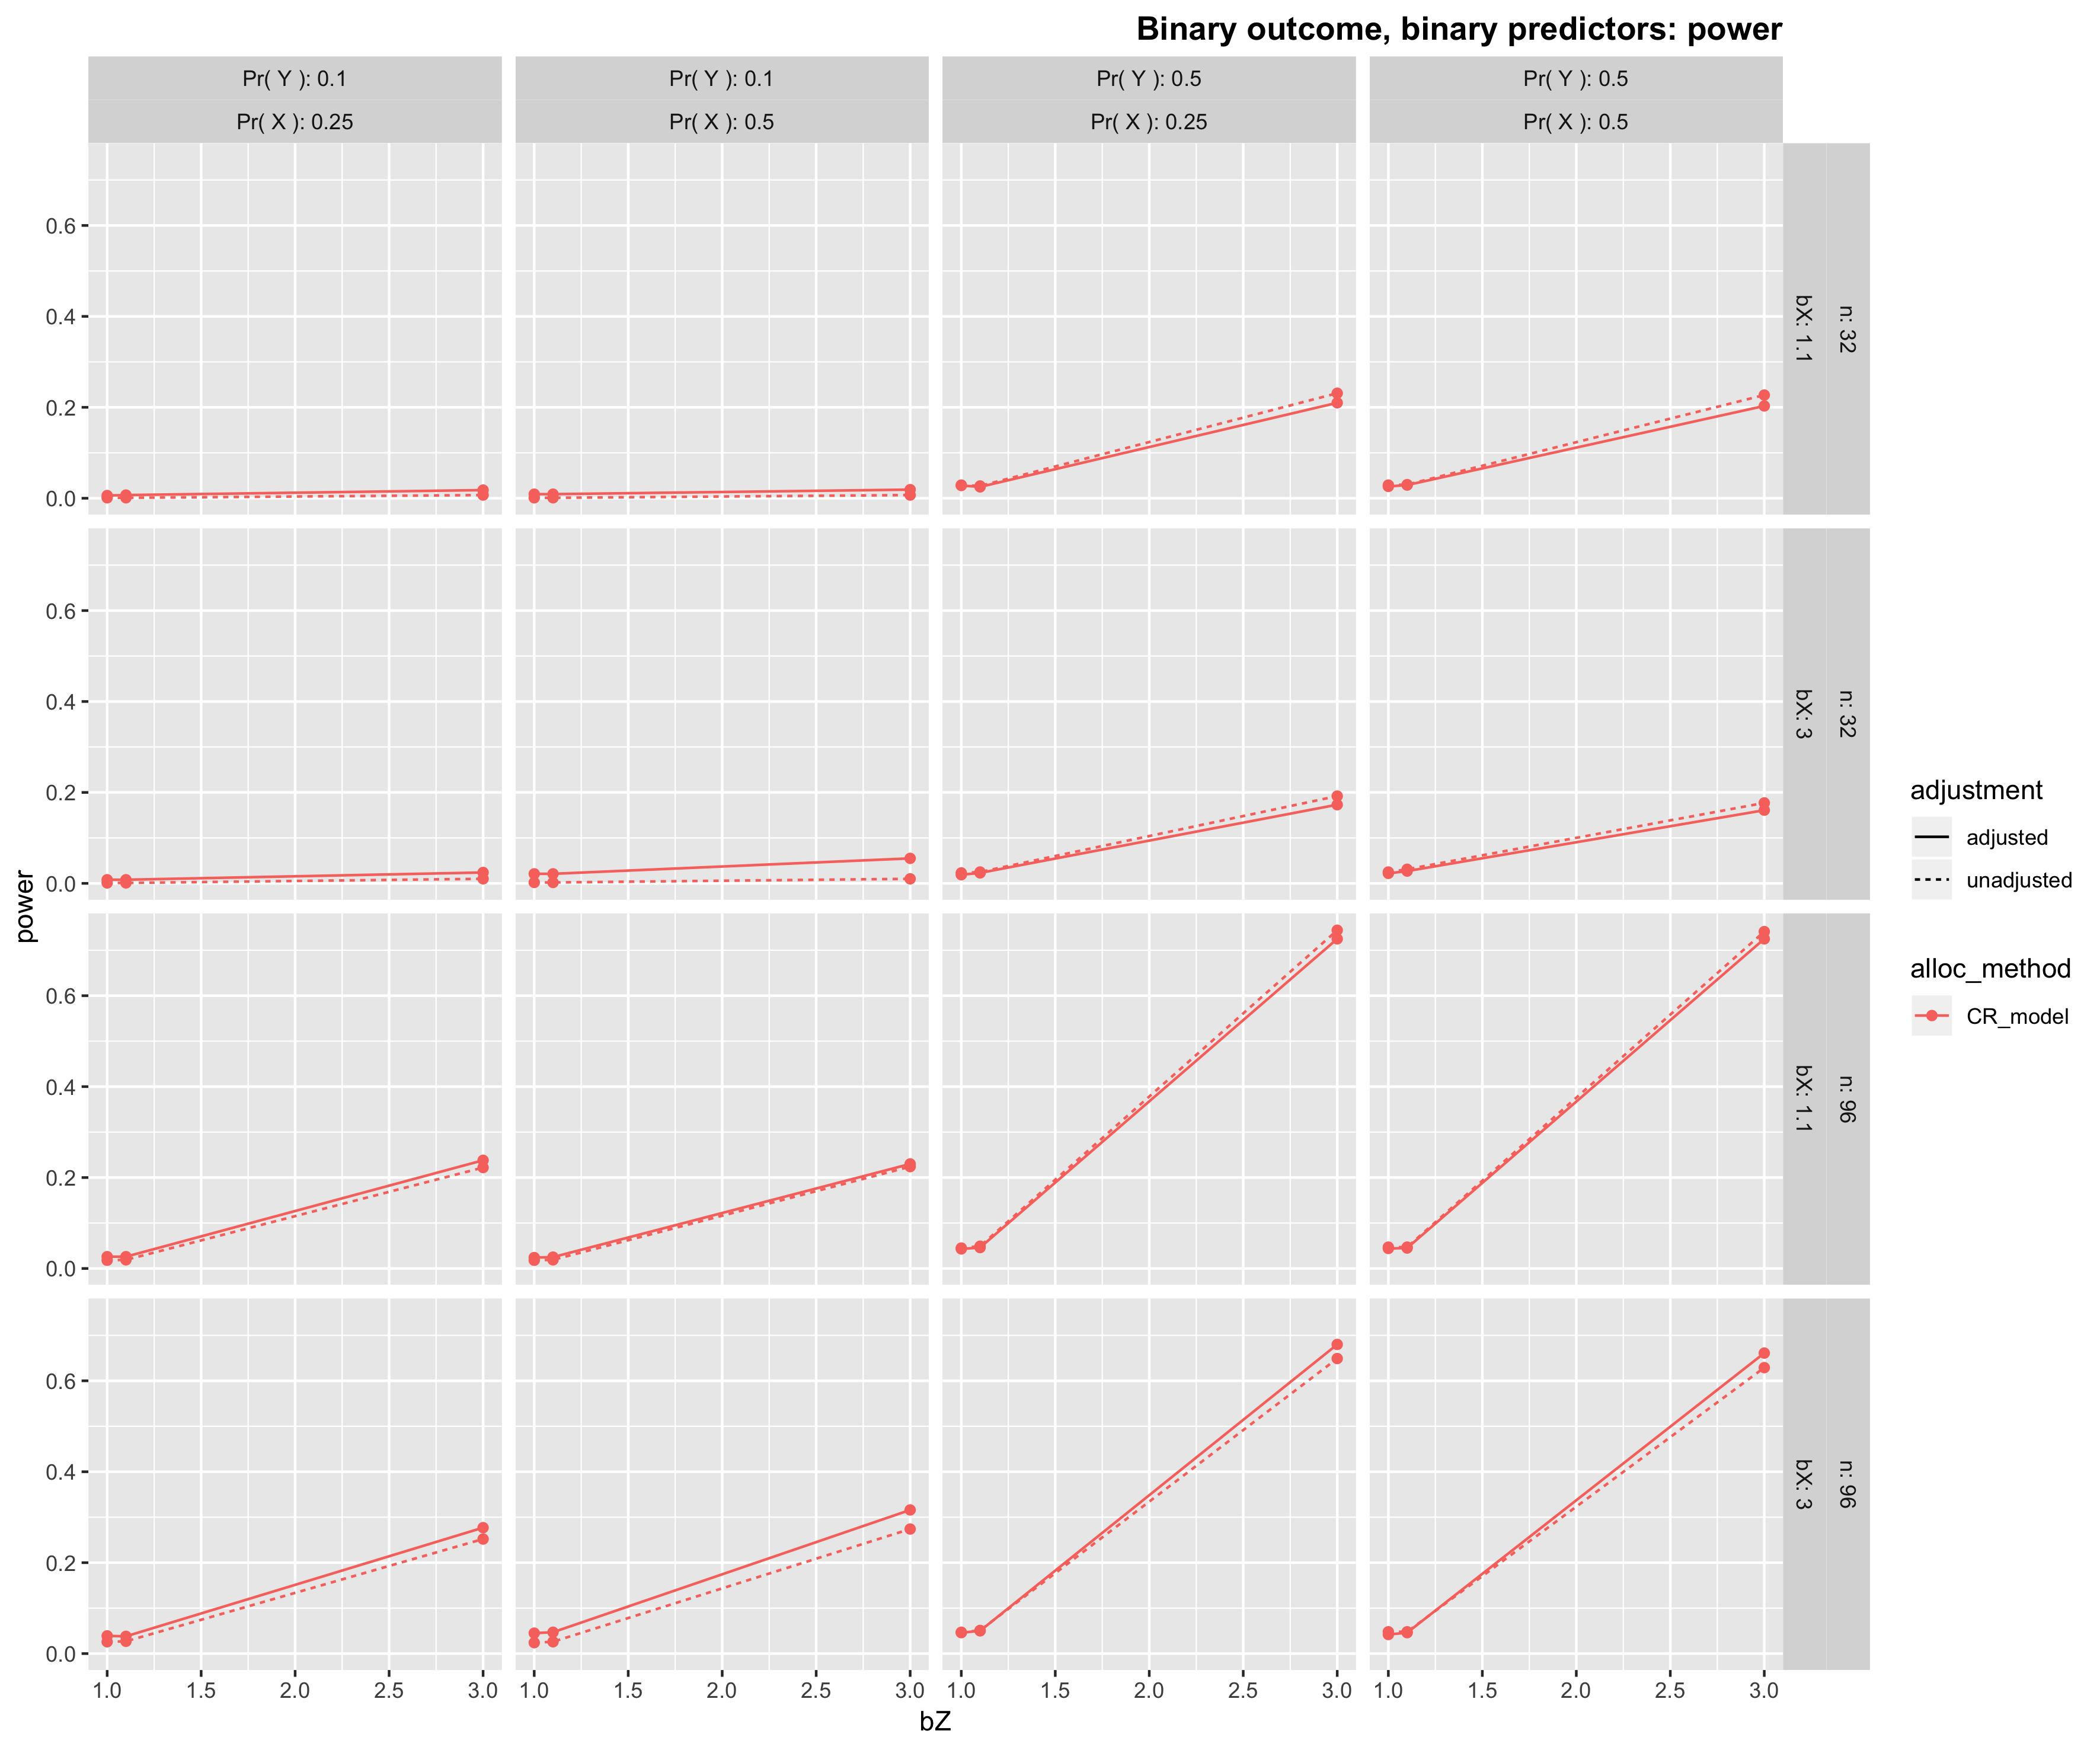 Binary outcome, binary predictors: power
Pr( Y ): 0.1
Pr( Y ): 0.1
Pr( Y ): 0.5
Pr( Y ): 0.5
Pr( X ): 0.25
Pr( X ): 0.5
Pr( X ): 0.25
Pr( X ): 0.5
0.6
0.4
0.2
0.0
bX: 1.1
n: 32
0.6
0.4
0.2
0.0
bX: 3
n: 32
0.6
0.4
0.2
0.0
bX: 1.1
n: 96
0.6
0.4
0.2
0.0
bX: 3
n: 96
power
1.0 1.5 2.0 2.5 3.0
1.0 1.5 2.0 2.5 3.0
1.0 1.5 2.0 2.5 3.0
1.0 1.5 2.0 2.5 3.0
bZ
adjustment
adjusted
unadjusted
alloc_method
CR_model